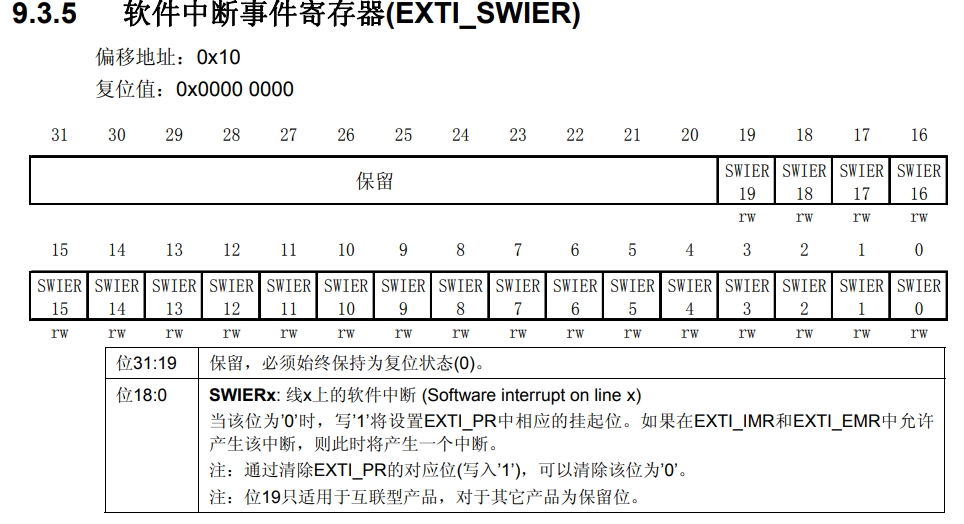 9.3.5 软件中断事件寄存器(EXTI_SWIER)
偏移地址：0x10
复位值：0x0000 0000
31 30 29 28 27 26 25 24 23 22 21 20 19 18 17 16
保留 SWIER 19 SWIER 18 SWIER 17 SWIER 16
rw rw rw rw
15 14 13 12 11 10 9 8 7 6 5 4 3 2 1 0
SWIER 15 SWIER 14 SWIER 13 SWIER 12 SWIER 11 SWIER 10 SWIER 9 SWIER 8 SWIER 7 SWIER 6 SWIER 5 SWIER 4 SWIER 3 SWIER 2 SWIER 1 SWIER 0
rw rw rw rw rw rw rw rw rw rw rw rw rw rw rw rw
位31:19 保留，必须始终保持为复位状态(0)。
位18:0 SWIERx: 线x上的软件中断 (Software interrupt on line x)
当该位为'0'时，写'1'将设置EXTI_PR中相应的挂起位。如果在EXTI_IMR和EXTI_EMR中允许
产生该中断，则此时将产生一个中断。
注：通过清除EXTI_PR的对应位(写入'1')，可以清除该位为'0'。
注：位19只适用于互联型产品，对于其它产品为保留位。